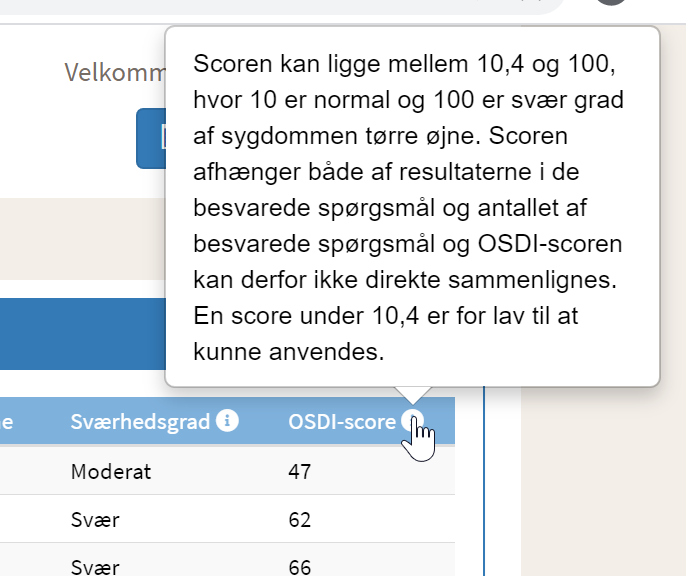 Velkomm
Scoren kan ligge mellem 10,4 og 100,
hvor 10 er normal og 100 er svær grad
af sygdommen tørre øjne. Scoren
afhænger både af resultaterne i de
besvarede spørgsmål og antallet af
besvarede spørgsmål og OSDI-scoren
kan derfor ikke direkte sammenlignes.
En score under 10,4 er for lav til at
kunne anvendes.
e Sværhedsgrad i OSDI-score
Moderat 47
Svær 62
Svær 66